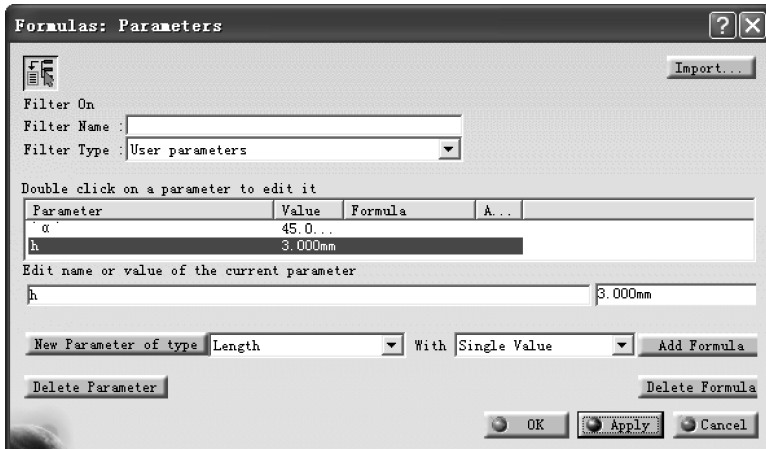 Formulas: Parameters
Import...
Filter On
Filter Name :
Filter Type : User parameters
Double click on a parameter to edit it
Parameter Value Formula A...
`α` 45.0...
h 3.000mm
Edit name or value of the current parameter
h 3.000mm
New Parameter of type Length With Single Value Add Formula
Delete Parameter Delete Formula
OK Apply Cancel